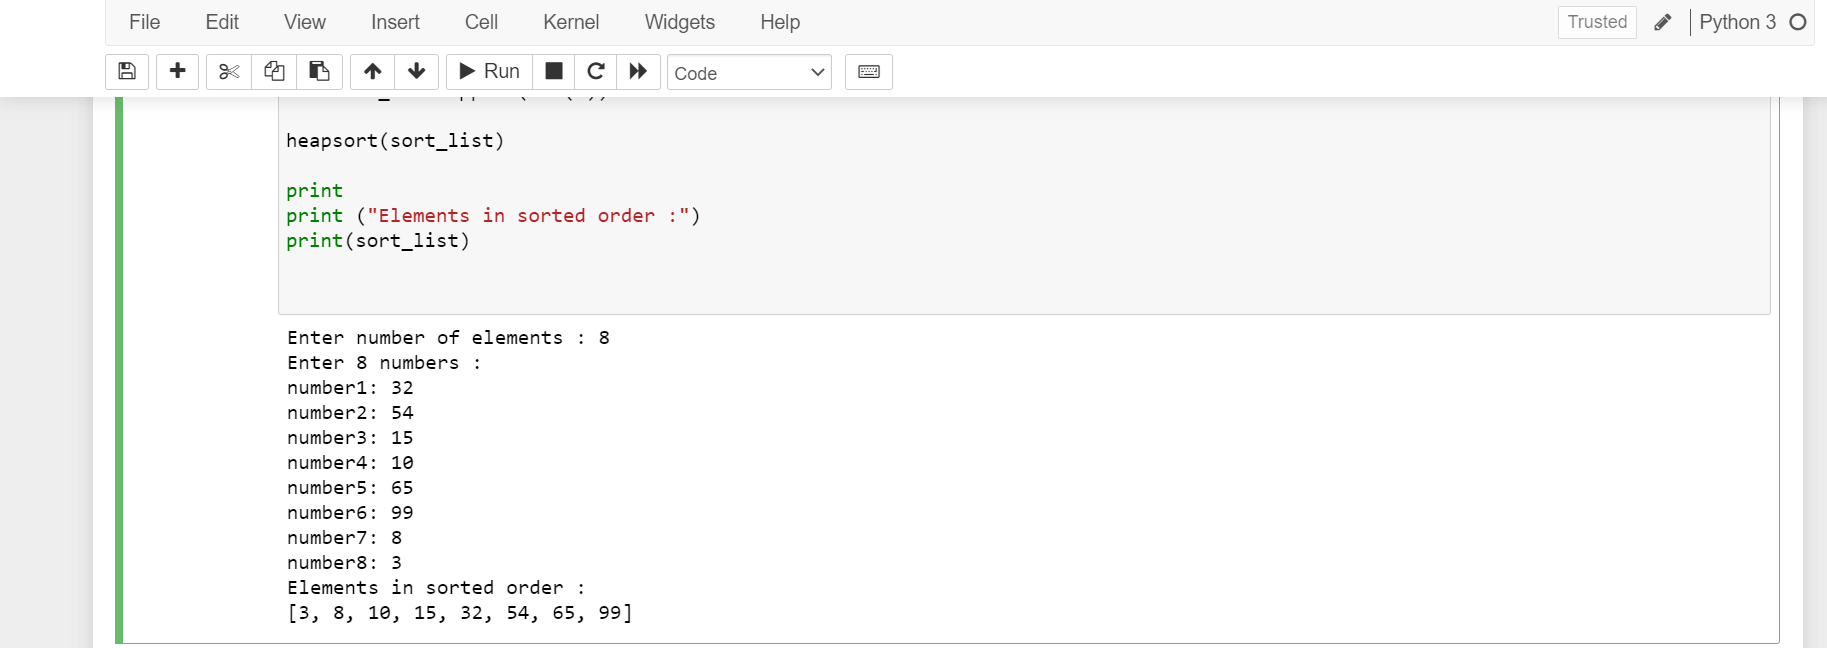 File Edit View Insert Cell Kernel Widgets Help Trusted Python 3
Run Code
heapsort(sort_list)
print
print ("Elements in sorted order :")
print(sort_list)
Enter number of elements : 8
Enter 8 numbers :
number1: 32
number2: 54
number3: 15
number4: 10
number5: 65
number6: 99
number7: 8
number8: 3
Elements in sorted order :
[3, 8, 10, 15, 32, 54, 65, 99]